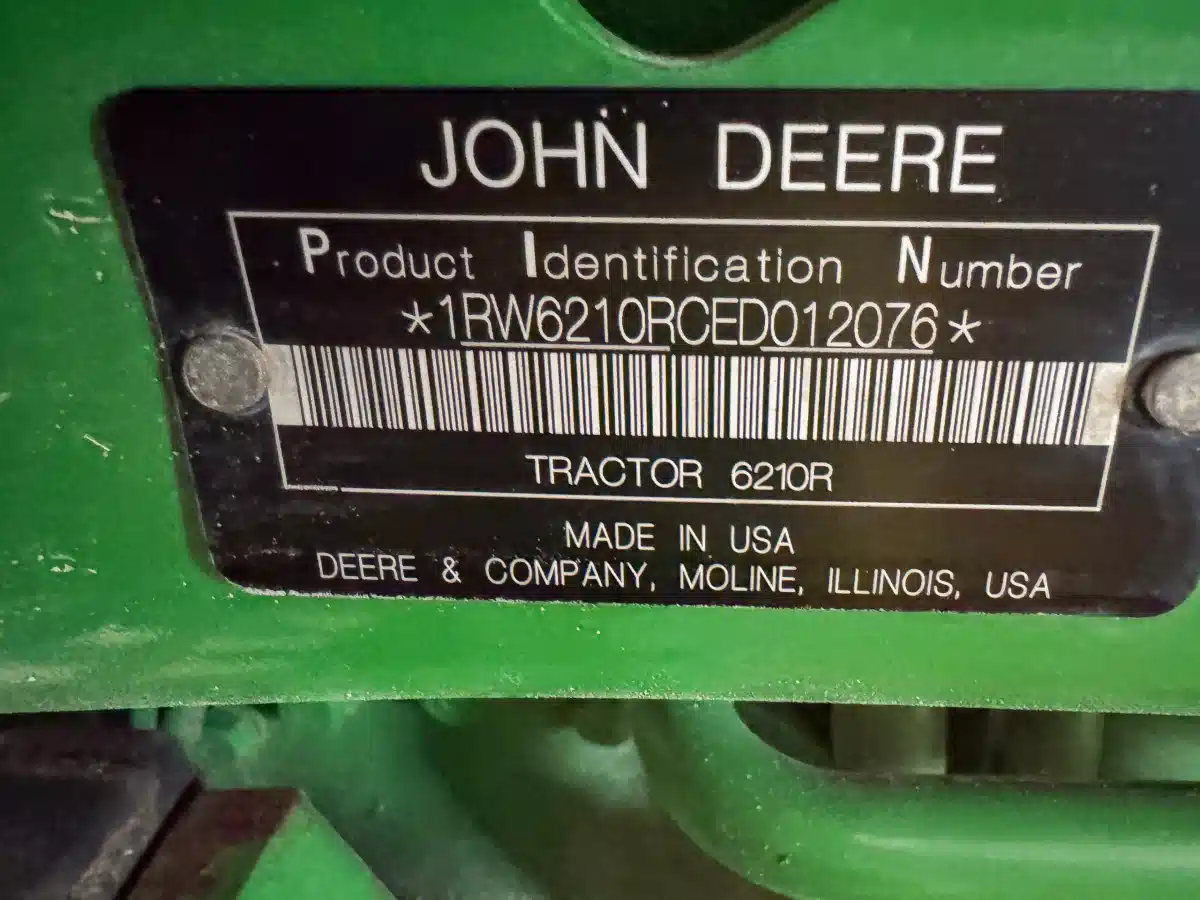 JOHN DEERE
Product Identification Number
*1RW6210RCED012076*
TRACTOR 6210R
MADE IN USA
DEERE & COMPANY, MOLINE, ILLINOIS, USA